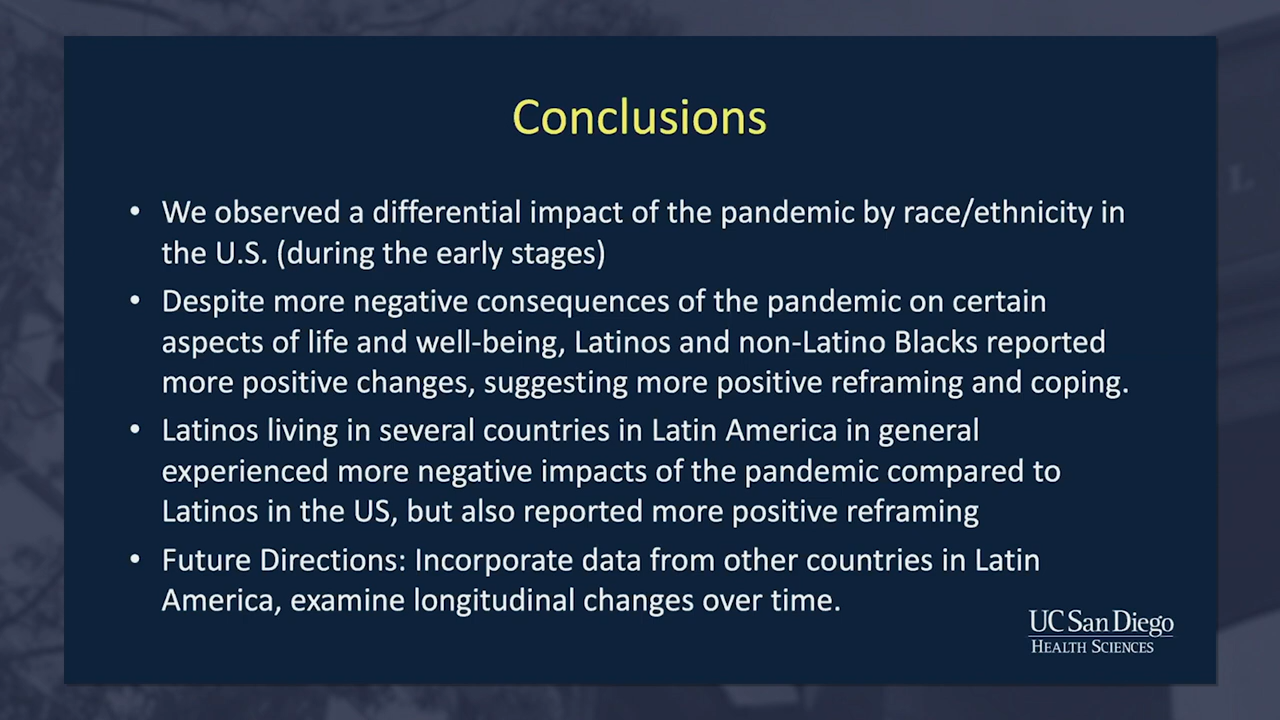 Conclusions
• We observed a differential impact of the pandemic by race/ethnicity in
the U.S. (during the early stages)
• Despite more negative consequences of the pandemic on certain
aspects of life and well-being, Latinos and non-Latino Blacks reported
more positive changes, suggesting more positive reframing and coping.
• Latinos living in several countries in Latin America in general
experienced more negative impacts of the pandemic compared to
Latinos in the US, but also reported more positive reframing
• Future Directions: Incorporate data from other countries in Latin
America, examine longitudinal changes over time.
UC San Diego
HEALTH SCIENCES
L